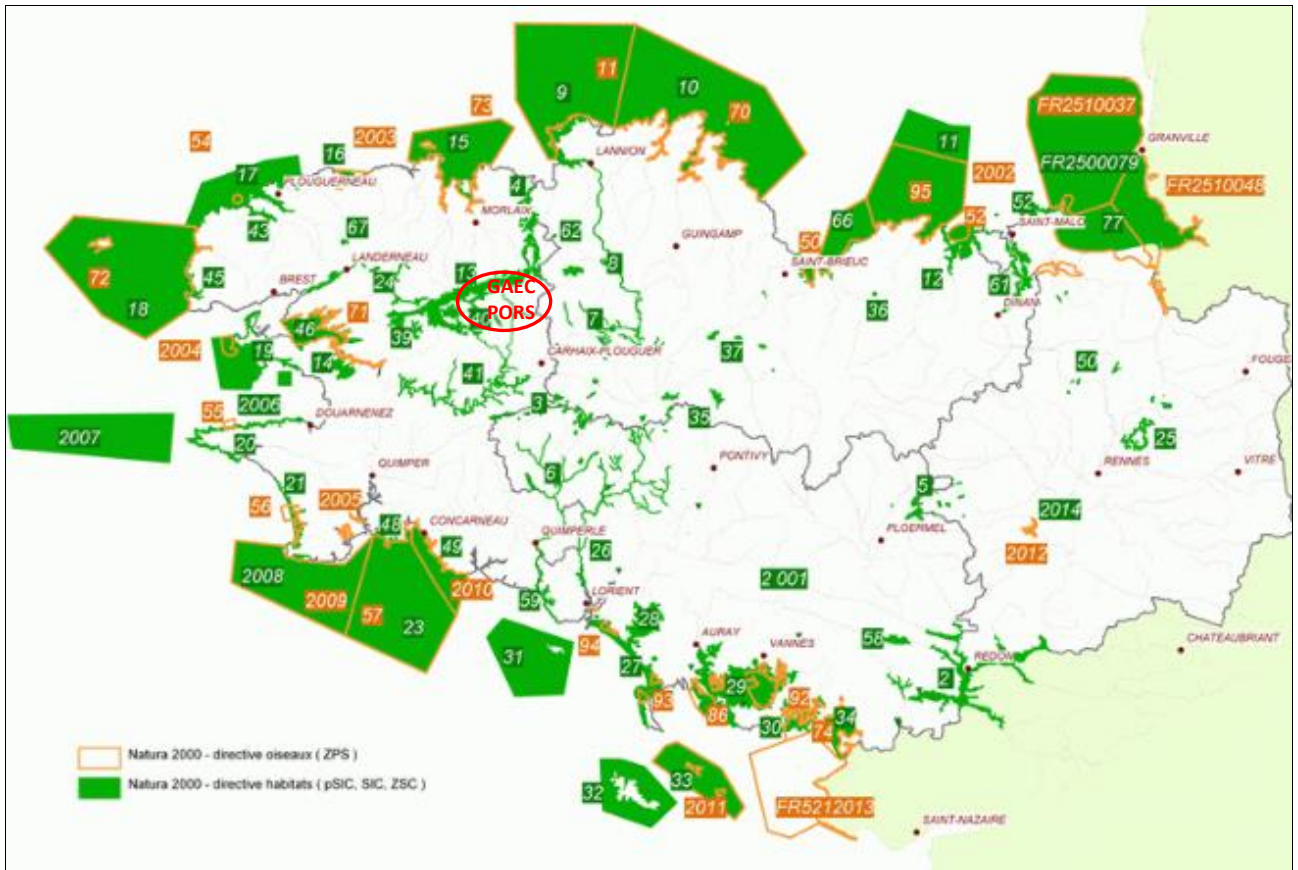 FR2510037
11
10
9
73
70
GRANVILLE
2003
15
11
54
16
LANNION
FR2500079
17
2002
FR2510048
PLOUGUERNEAU
41
95
52
52
MORLAIX
66
SAINT-MALO
77
43
67
62
GUINGAMP
50
LANDERNEAU
8
SAINT-BRIEUC
72
45
BREST
24
13
GAEC
PORS
12
61
DINAN
18
71
40
7
36
46
39
37
2004
19
14
CARHAIX-PLOUGUER
50
FOUGE
41
2006
3
55
DOUARNENEZ
35
2007
20
25
QUIMPER
PONTIVY
RENNES
VITRE
6
21
5
56
2005
2014
48
CONCARNEAU
QUIMPERLE
PLOERMEL
49
26
2012
2008
2 001
2009
2010
59
LORIENT
57
23
28
AURAY
VANNES
58
CHATEAUBRIANT
31
94
27
REDON
29
2
93
86
92
30
34
74
Natura 2000 - directive oiseaux ( ZPS )
Natura 2000 - directive habitats ( pSIC, SIC, ZSC )
33
32
2011
FR5212013
SAINT-NAZAIRE